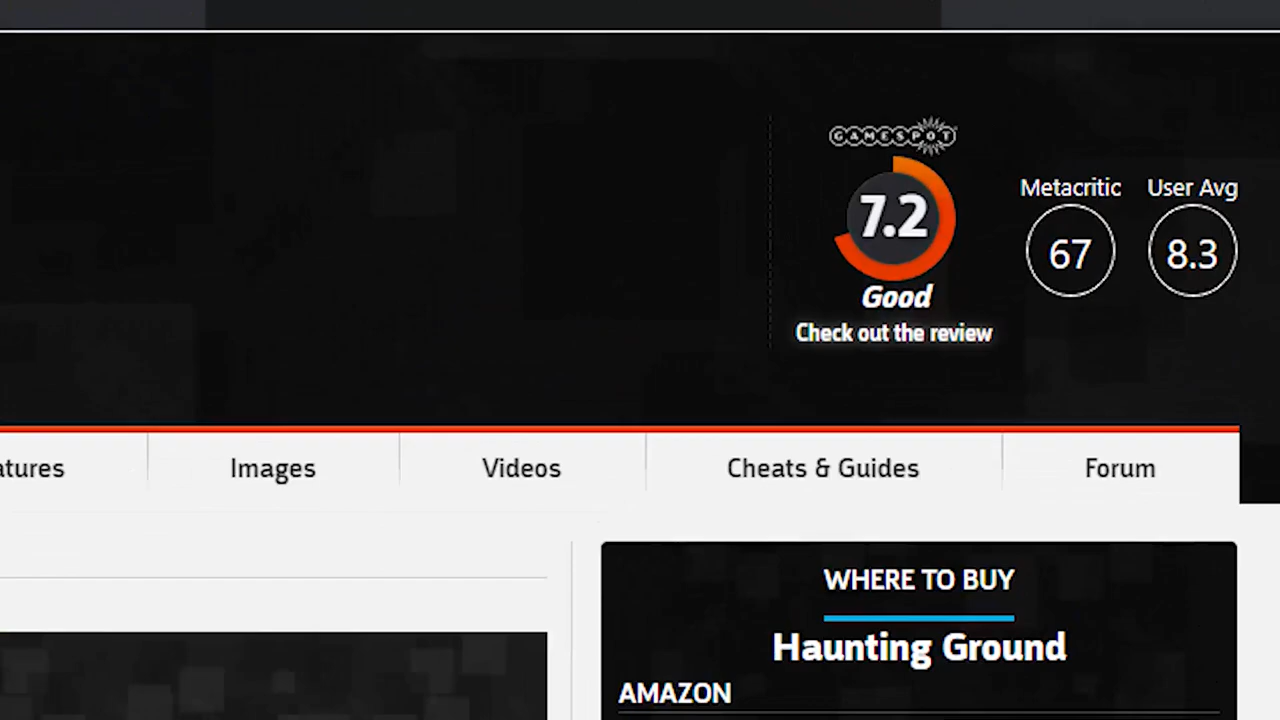 GAMESPOT
7.2
Good
Check out the review
Metacritic
67
User Avg
8.3
atures
Images
Videos
Cheats & Guides
Forum
WHERE TO BUY
Haunting Ground
AMAZON